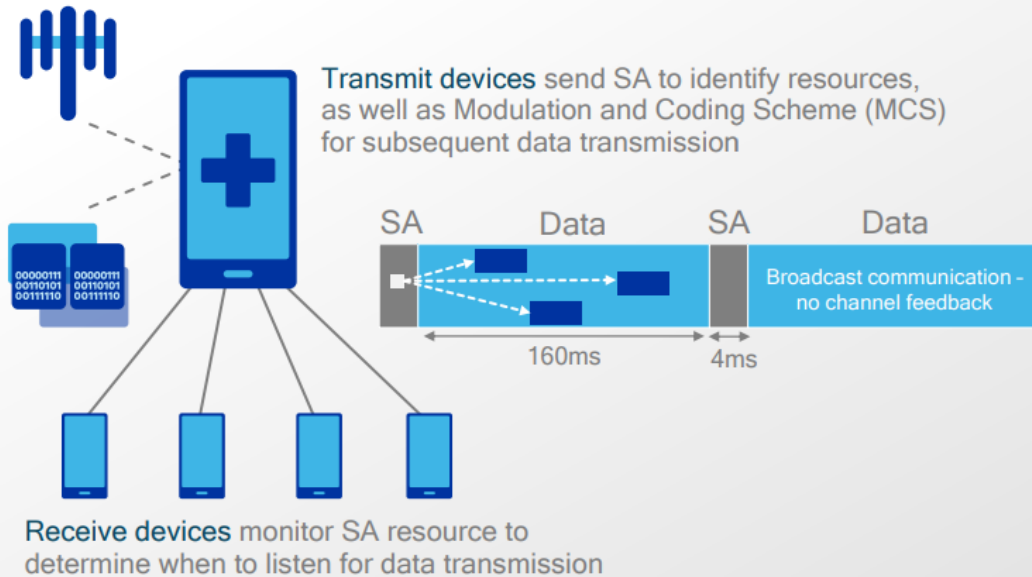 Transmit devices send SA to identify resources,
as well as Modulation and Coding Scheme (MCS)
for subsequent data transmission
SA Data SA Data
Broadcast communication -
no channel feedback
160ms
4ms
00000111
00110101
00111110
00000111
00110101
00111110
Receive devices monitor SA resource to
determine when to listen for data transmission